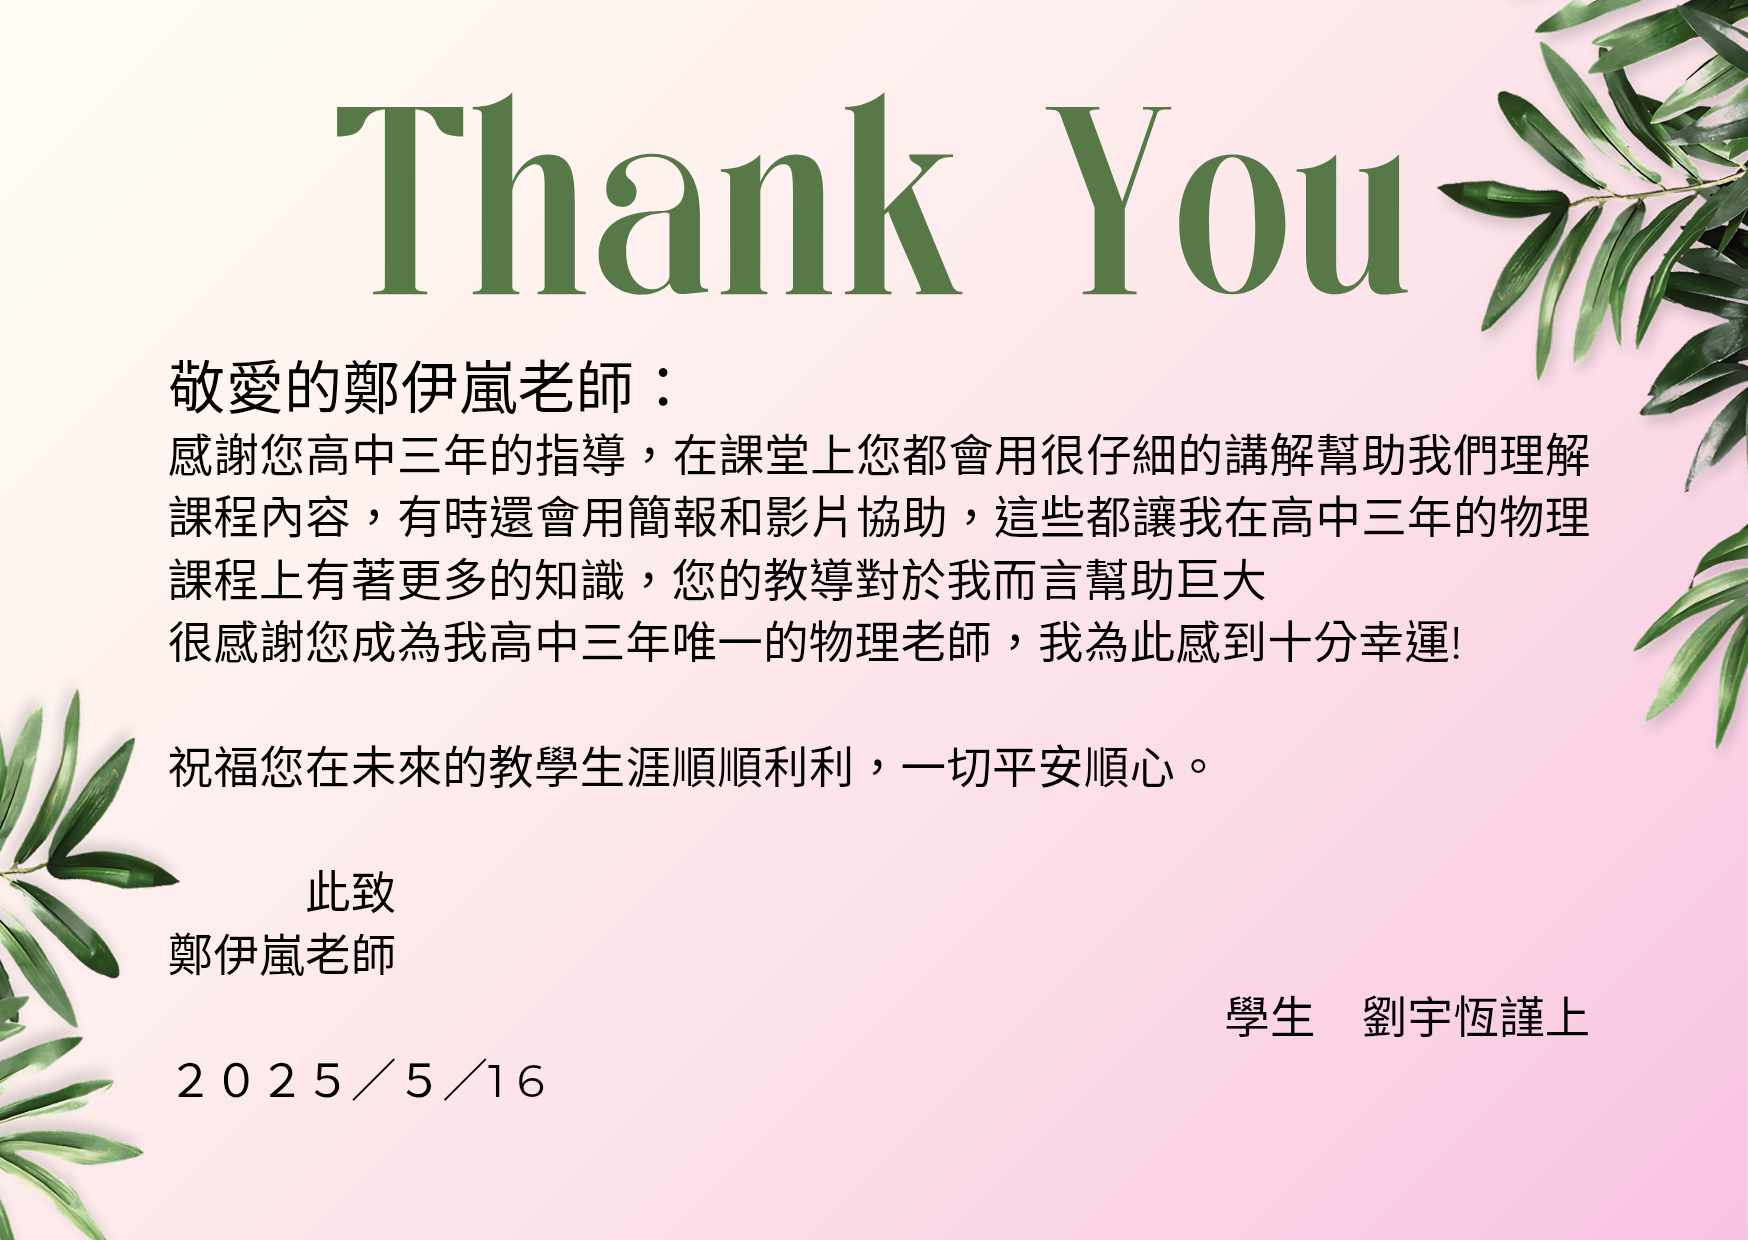 Thank You
敬愛的鄭伊嵐老師：
感謝您高中三年的指導，在課堂上您都會用很仔細的講解幫助我們理解
課程內容，有時還會用簡報和影片協助，這些都讓我在高中三年的物理
課程上有著更多的知識，您的教導對於我而言幫助巨大
很感謝您成為我高中三年唯一的物理老師，我為此感到十分幸運!
祝福您在未來的教學生涯順順利利，一切平安順心。
此致
鄭伊嵐老師
學生　劉宇恆謹上
２０２５／５／16